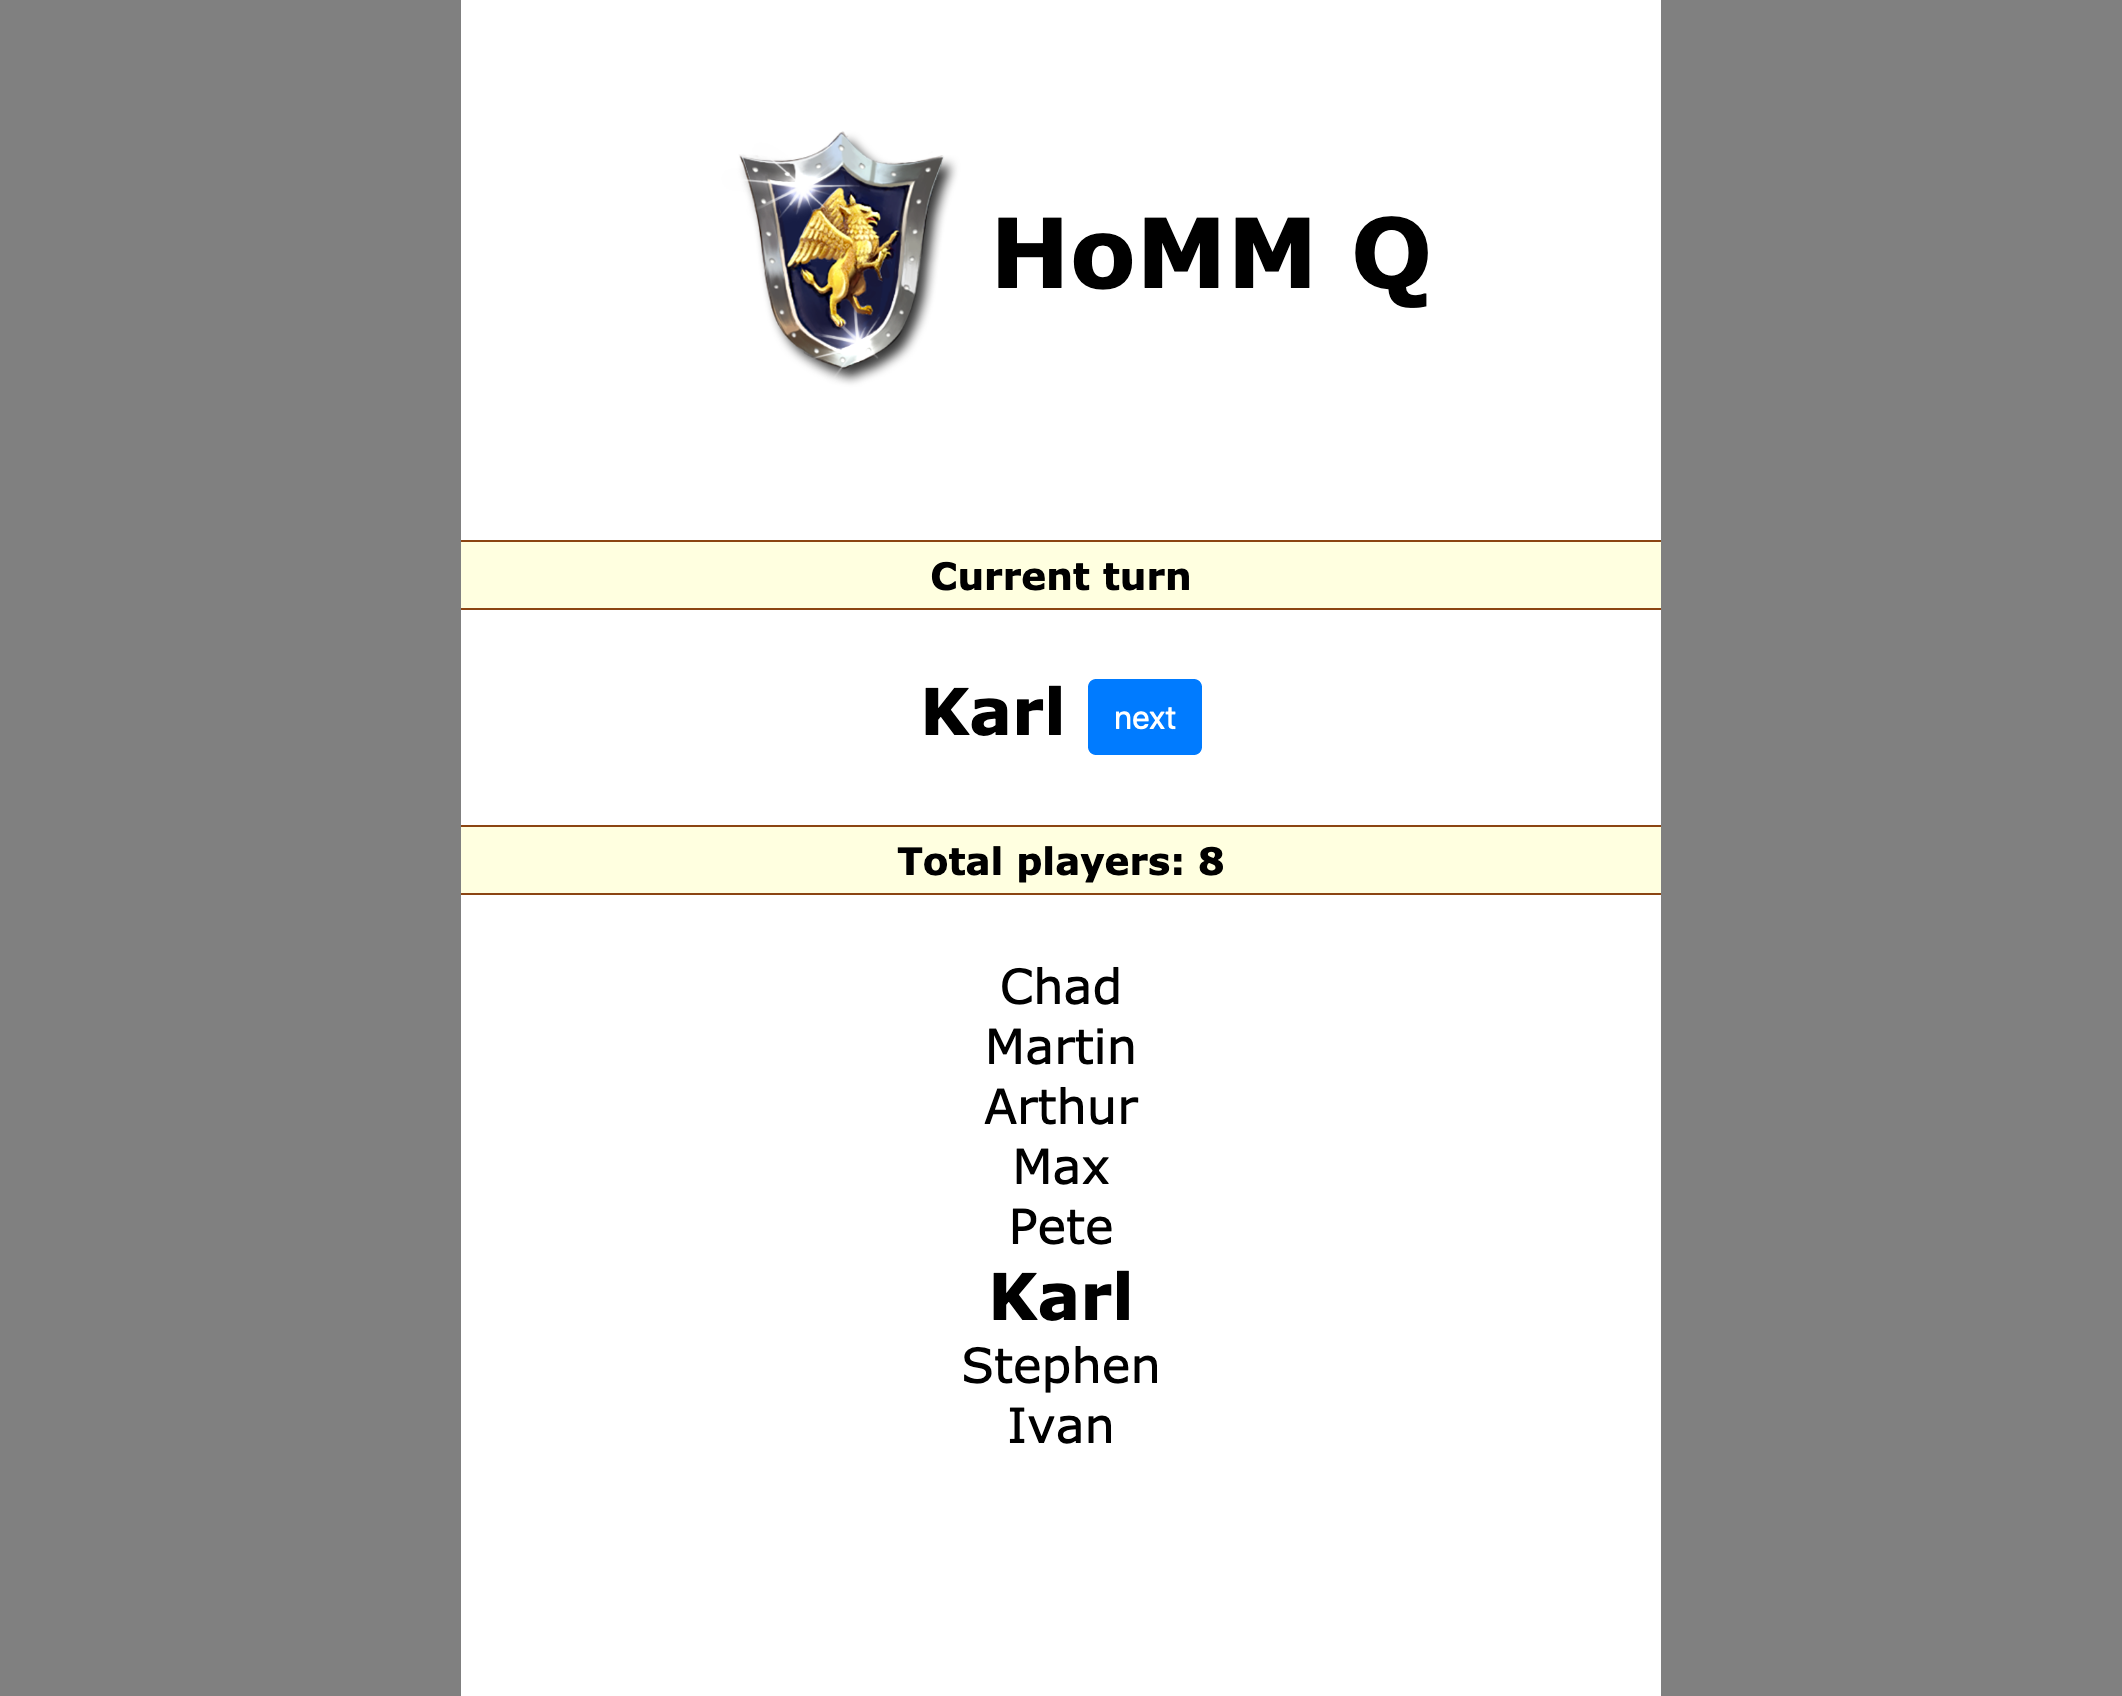 HoMM Q
Current turn
Karl next
Total players: 8
Chad
Martin
Arthur
Max
Pete
Karl
Stephen
Ivan